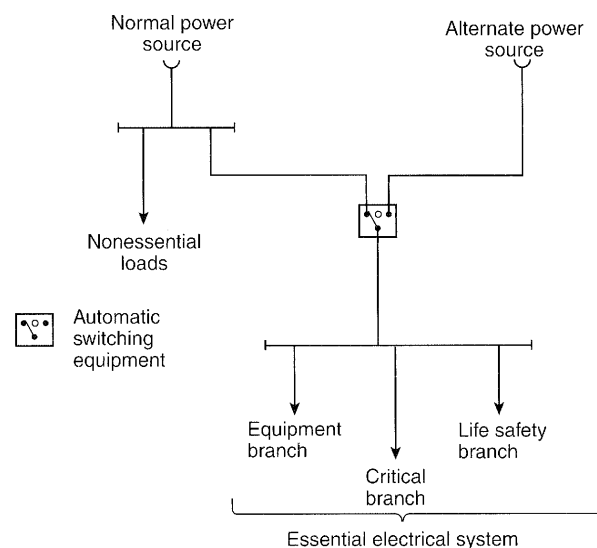 Normal power
source
Alternate power
source
Nonessential
loads
Automatic
switching
equipment
Equipment
branch
Critical
branch
Life safety
branch
Essential electrical system